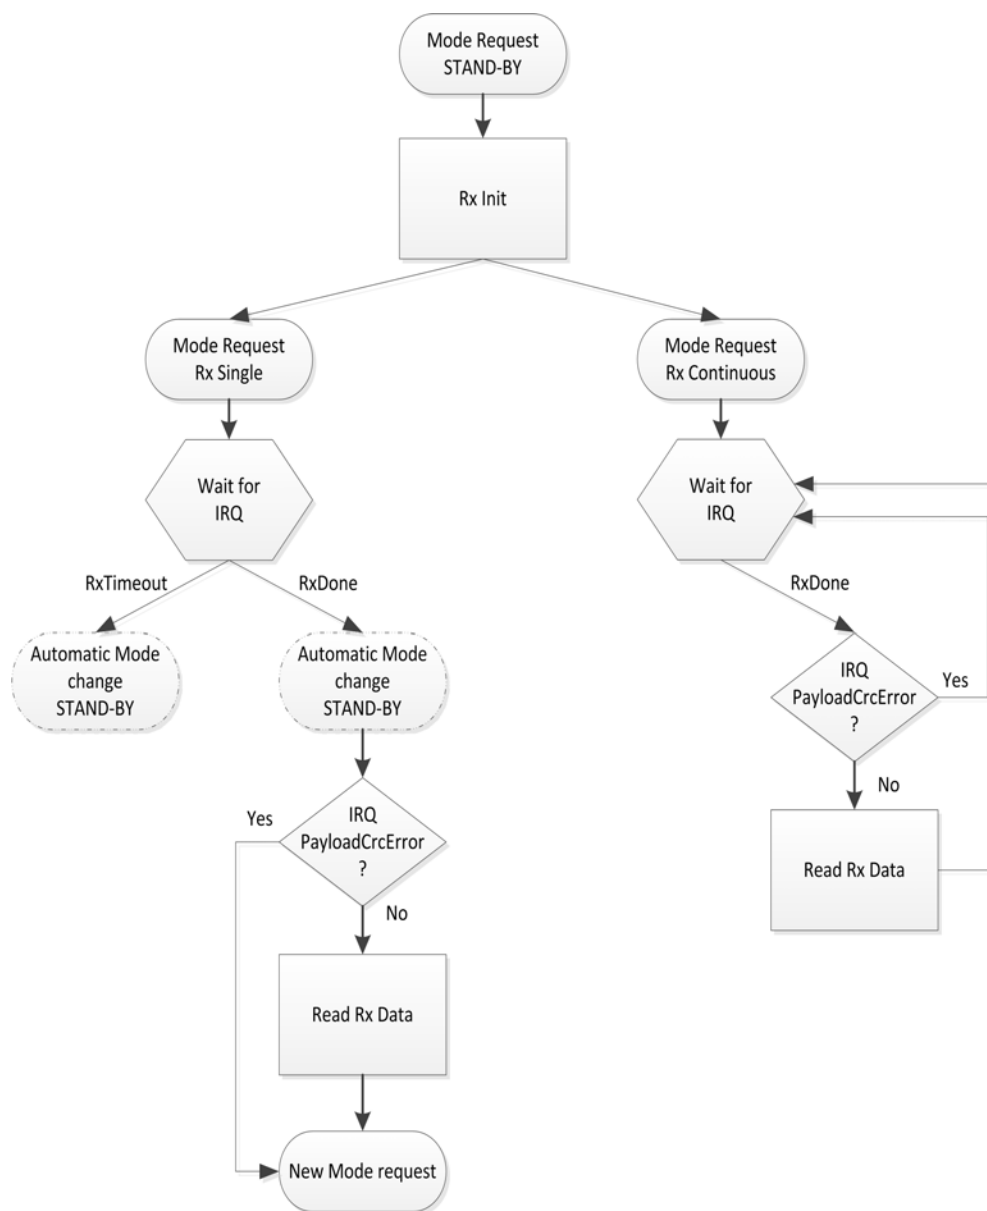 Mode Request
STAND-BY
Rx Init
Mode Request
Rx Single
Mode Request
Rx Continuous
Wait for
IRQ
Wait for
IRQ
RxTimeout
RxDone
RxDone
Automatic Mode
change
STAND-BY
Automatic Mode
change
STAND-BY
IRQ
PayloadCrcError
?
Yes
No
Read Rx Data
IRQ
PayloadCrcError
?
Yes
No
Read Rx Data
New Mode request